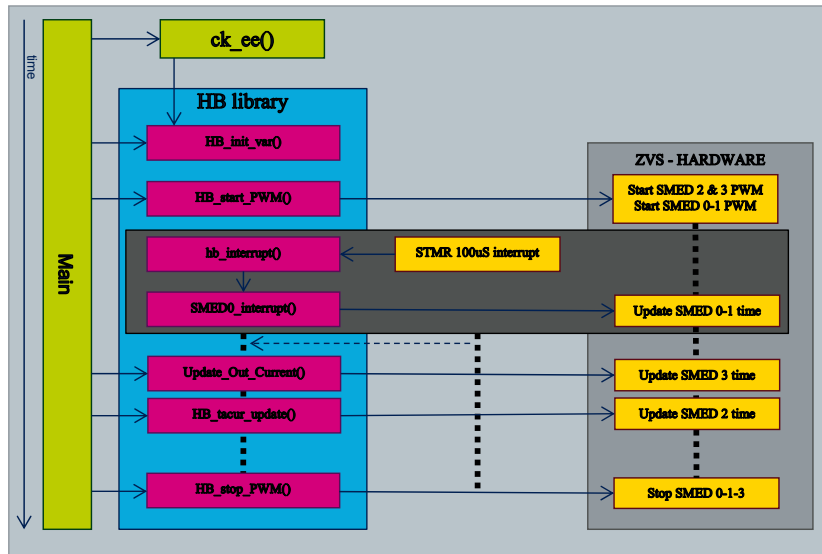 time
Main
ck_ee()
HB library
HB_init_var()
ZVS - HARDWARE
HB_start_PWM()
Start SMED 2 & 3 PWM
Start SMED 0-1 PWM
hb_interrupt()
STMR 100uS interrupt
SMED0_interrupt()
Update SMED 0-1 time
Update_Out_Current()
Update SMED 3 time
HB_tacur_update()
Update SMED 2 time
HB_stop_PWM()
Stop SMED 0-1-3